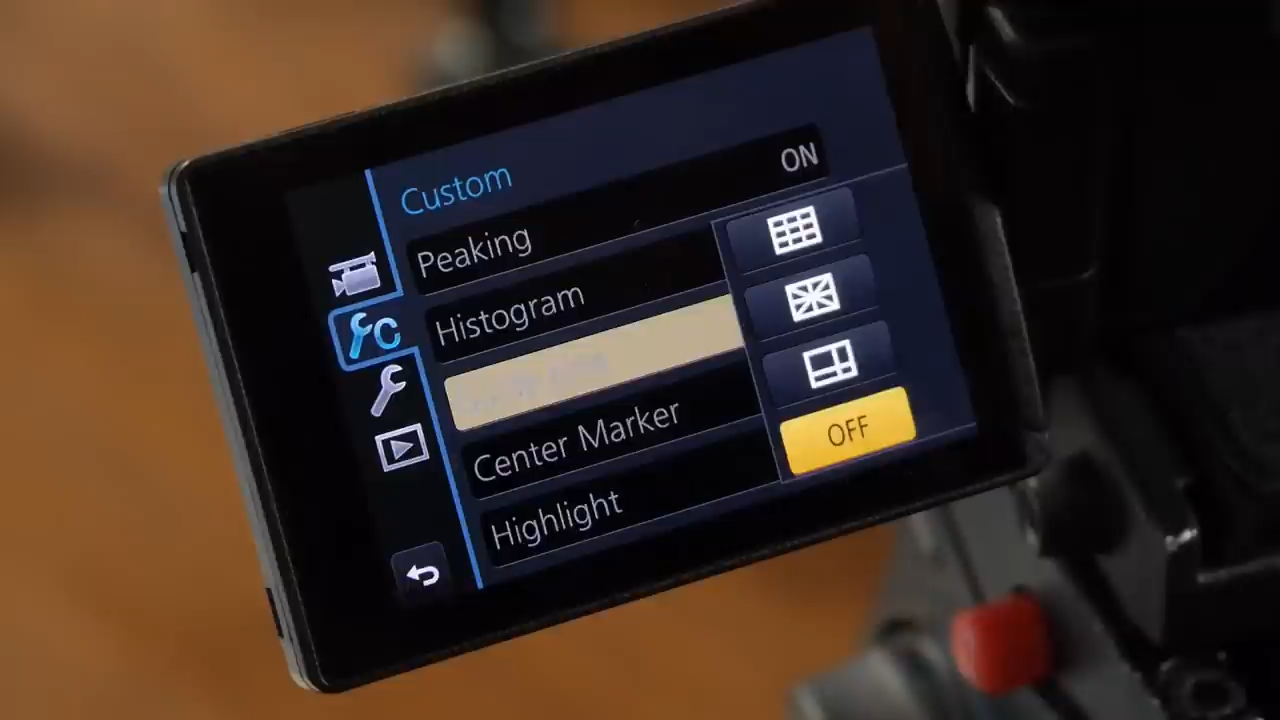 Custom
ON
Peaking
Histogram
Center Marker
OFF
Highlight